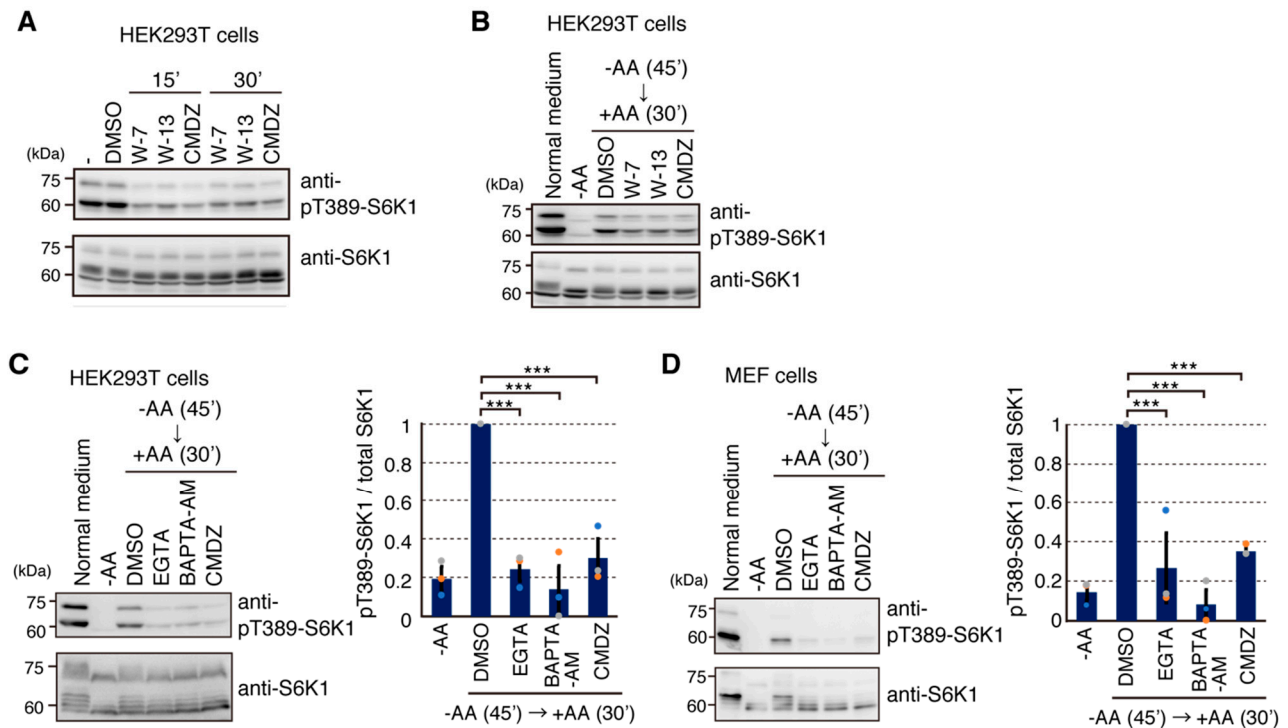 A
HEK293T cells
15’ 30’
- DMSO W-7 W-13 CMDZ W-7 W-13 CMDZ
(kDa)
75
60
anti-
pT389-S6K1
75
60
anti-S6K1
B
HEK293T cells
-AA (45’)
↓
+AA (30’)
Normal medium -AA DMSO W-7 W-13 CMDZ
(kDa)
75
60
anti-
pT389-S6K1
75
60
anti-S6K1
C
HEK293T cells
-AA (45’)
↓
+AA (30’)
Normal medium -AA DMSO EGTA BAPTA-AM CMDZ
(kDa)
75
60
anti-
pT389-S6K1
75
60
anti-S6K1
pT389-S6K1 / total S6K1
***
***
***
1
0.8
0.6
0.4
0.2
0
-AA DMSO EGTA BAPTA
-AM CMDZ
-AA (45’) → +AA (30’)
D
MEF cells
-AA (45’)
↓
+AA (30’)
Normal medium -AA DMSO EGTA BAPTA-AM CMDZ
(kDa)
75
60
anti-
pT389-S6K1
75
60
anti-S6K1
pT389-S6K1 / total S6K1
***
***
***
1
0.8
0.6
0.4
0.2
0
-AA DMSO EGTA BAPTA
-AM CMDZ
-AA (45’) → +AA (30’)